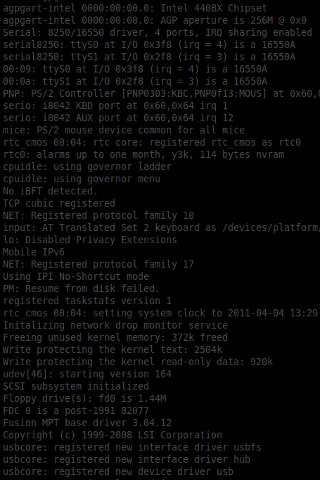 agpgart-intel 0000:00:00.0: Intel 440BX Chipset
agpgart-intel 0000:00:00.0: AGP aperture is 256M @ 0x0
Serial: 8250/16550 driver, 4 ports, IRQ sharing enabled
serial8250: ttyS0 at I/O 0x3f8 (irq = 4) is a 16550A
serial8250: ttyS1 at I/O 0x2f8 (irq = 3) is a 16550A
00:09: ttyS0 at I/O 0x3f8 (irq = 4) is a 16550A
00:0a: ttyS1 at I/O 0x2f8 (irq = 3) is a 16550A
PNP: PS/2 Controller [PNP0303:KBC,PNP0f13:MOUS] at 0x60,0
serio: i8042 KBD port at 0x60,0x64 irq 1
serio: i8042 AUX port at 0x60,0x64 irq 12
mice: PS/2 mouse device common for all mice
rtc_cmos 00:04: rtc core: registered rtc_cmos as rtc0
rtc0: alarms up to one month, y3k, 114 bytes nvram
cpuidle: using governor ladder
cpuidle: using governor menu
No iBFT detected.
TCP cubic registered
NET: Registered protocol family 10
input: AT Translated Set 2 keyboard as /devices/platform/
lo: Disabled Privacy Extensions
Mobile IPv6
NET: Registered protocol family 17
Using IPI No-Shortcut mode
PM: Resume from disk failed.
registered taskstats version 1
rtc_cmos 00:04: setting system clock to 2011-04-04 13:29
Initalizing network drop monitor service
Freeing unused kernel memory: 372k freed
Write protecting the kernel text: 2504k
Write protecting the kernel read-only data: 920k
udev[46]: starting version 164
SCSI subsystem initialized
Floppy drive(s): fd0 is 1.44M
FDC 0 is a post-1991 82077
Fusion MPT base driver 3.04.12
Copyright (c) 1999-2008 LSI Corporation
usbcore: registered new interface driver usbfs
usbcore: registered new interface driver hub
usbcore: registered new device driver usb